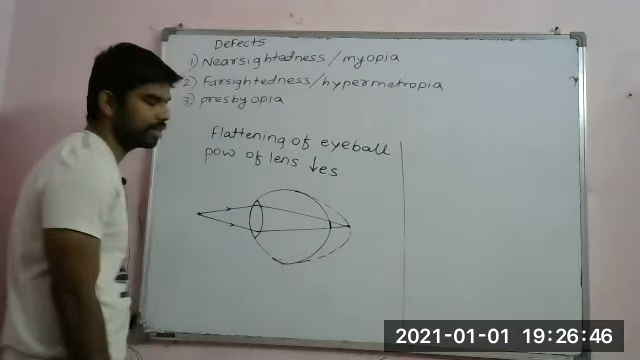 Defects
1) Nearsightedness/myopia
2) Farsightedness/hypermetropia
3) presbyopia
flattening of eyeball
pow of lens ↓es
2021-01-01 19:26:46